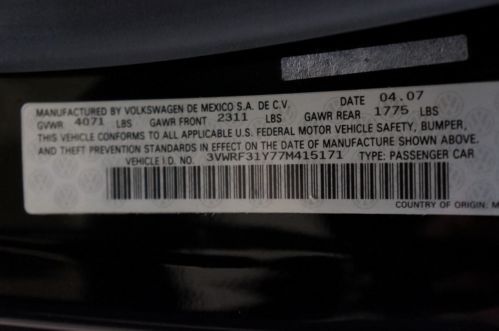 MANUFACTURED BY VOLKSWAGEN DE MEXICO S.A. DE C.V. DATE 04.07
GVWR 4071 LBS GAWR FRONT 2311 LBS GAWR REAR 1775 LBS
THIS VEHICLE CONFORMS TO ALL APPLICABLE U.S. FEDERAL MOTOR VEHICLE SAFETY, BUMPER,
AND THEFT PREVENTION STANDARDS IN EFFECT ON THE DATE OF MANUFACTURE SHOWN ABOVE.
VEHICLE I.D. NO. 3VWRF31Y77M415171 TYPE: PASSENGER CAR
COUNTRY OF ORIGIN: M